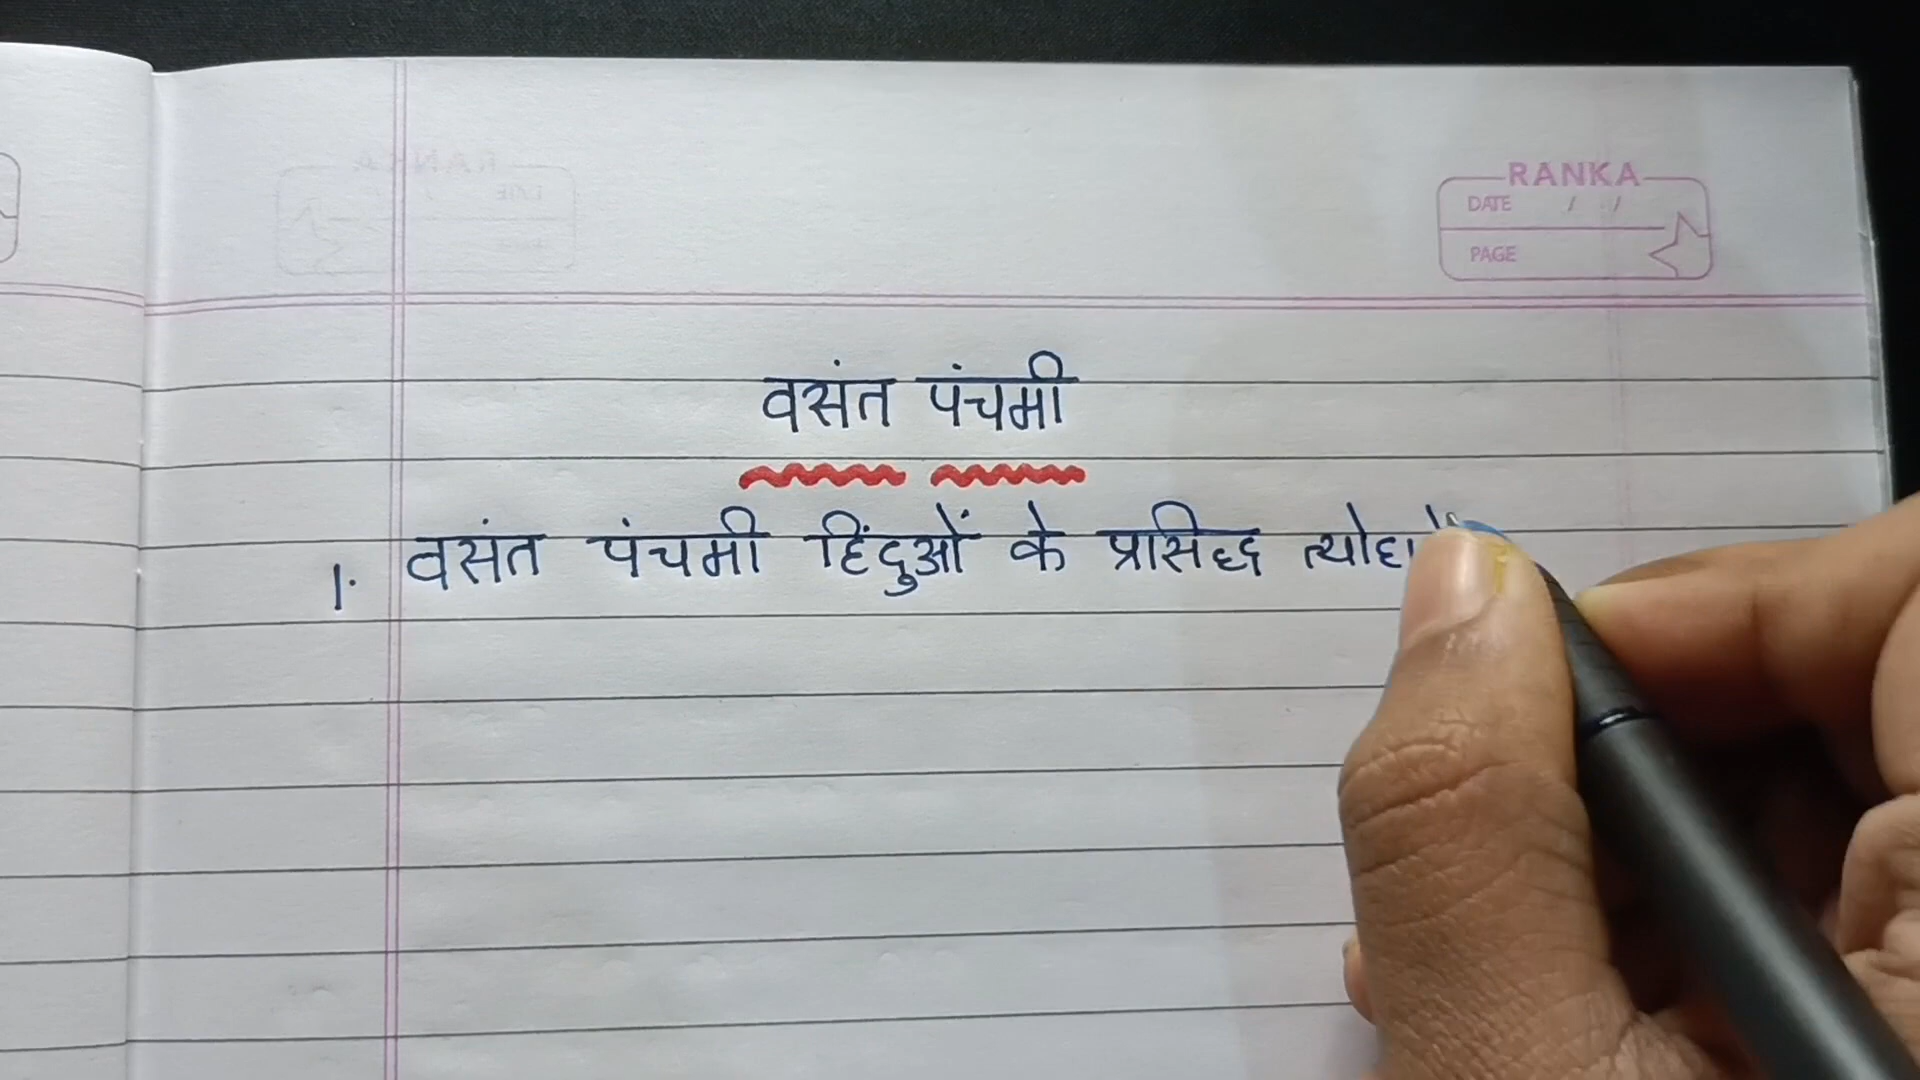 RANKA
DATE / /
PAGE
वसंत पंचमी
1. वसंत पंचमी हिंदुओं के प्रसिद्ध